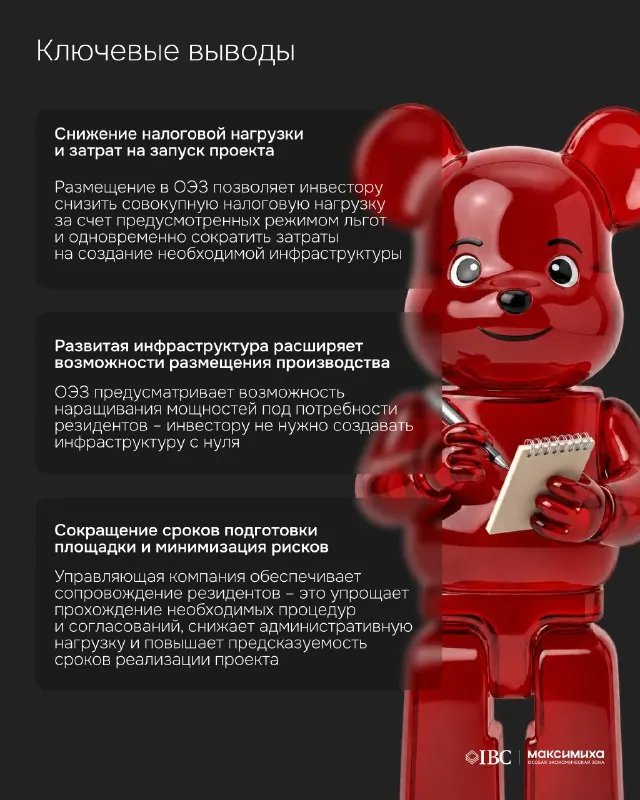 Ключевые выводы
Снижение налоговой нагрузки
и затрат на запуск проекта
Размещение в ОЭЗ позволяет инвестору
снизить совокупную налоговую нагрузку
за счет предусмотренных режимом льгот
и одновременно сократить затраты
на создание необходимой инфраструктуры
Развитая инфраструктура расширяет
возможности размещения производства
ОЭЗ предусматривает возможность
наращивания мощностей под потребности
резидентов – инвестору не нужно создавать
инфраструктуру с нуля
Сокращение сроков подготовки
площадки и минимизация рисков
Управляющая компания обеспечивает
сопровождение резидентов – это упрощает
прохождение необходимых процедур
и согласований, снижает административную
нагрузку и повышает предсказуемость
сроков реализации проекта
IBC
максимиха
ОСОБАЯ ЭКОНОМИЧЕСКАЯ ЗОНА